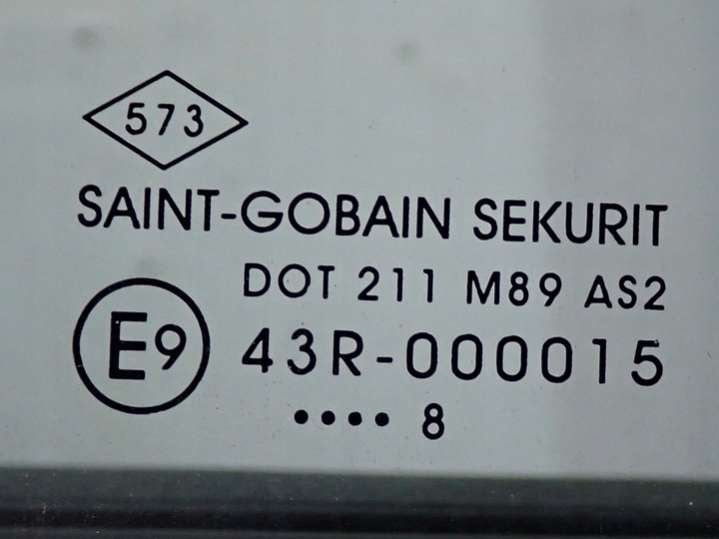 573
SAINT-GOBAIN SEKURIT
DOT 211 M89 AS2
E9 43R-000015
•••• 8